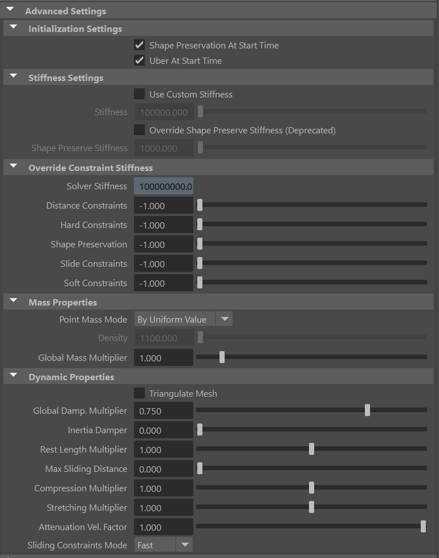 Advanced Settings
Initialization Settings
Shape Preservation At Start Time
Uber At Start Time
Stiffness Settings
Use Custom Stiffness
Stiffness 100000.000
Override Shape Preserve Stiffness (Deprecated)
Shape Preserve Stiffness 1000.000
Override Constraint Stiffness
Solver Stiffness 100000000.0
Distance Constraints -1.000
Hard Constraints -1.000
Shape Preservation -1.000
Slide Constraints -1.000
Soft Constraints -1.000
Mass Properties
Point Mass Mode By Uniform Value
Density 1100.000
Global Mass Multiplier 1.000
Dynamic Properties
Triangulate Mesh
Global Damp. Multiplier 0.750
Inertia Damper 0.000
Rest Length Multiplier 1.000
Max Sliding Distance 0.000
Compression Multiplier 1.000
Stretching Multiplier 1.000
Attenuation Vel. Factor 1.000
Sliding Constraints Mode Fast